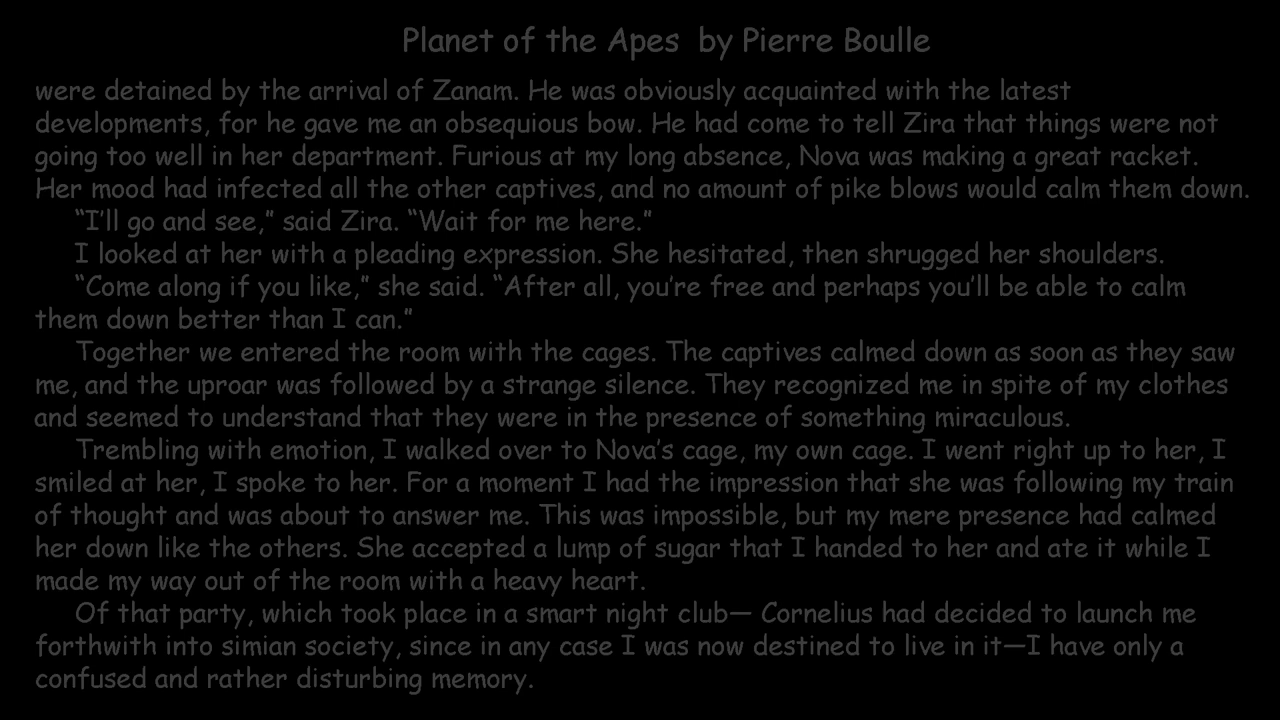 Planet of the Apes  by Pierre Boulle
were detained by the arrival of Zanam. He was obviously acquainted with the latest
developments, for he gave me an obsequious bow. He had come to tell Zira that things were not
going too well in her department. Furious at my long absence, Nova was making a great racket.
Her mood had infected all the other captives, and no amount of pike blows would calm them down.
“I’ll go and see,” said Zira. “Wait for me here.”
I looked at her with a pleading expression. She hesitated, then shrugged her shoulders.
“Come along if you like,” she said. “After all, you’re free and perhaps you’ll be able to calm
them down better than I can.”
Together we entered the room with the cages. The captives calmed down as soon as they saw
me, and the uproar was followed by a strange silence. They recognized me in spite of my clothes
and seemed to understand that they were in the presence of something miraculous.
Trembling with emotion, I walked over to Nova’s cage, my own cage. I went right up to her, I
smiled at her, I spoke to her. For a moment I had the impression that she was following my train
of thought and was about to answer me. This was impossible, but my mere presence had calmed
her down like the others. She accepted a lump of sugar that I handed to her and ate it while I
made my way out of the room with a heavy heart.
Of that party, which took place in a smart night club— Cornelius had decided to launch me
forthwith into simian society, since in any case I was now destined to live in it—I have only a
confused and rather disturbing memory.